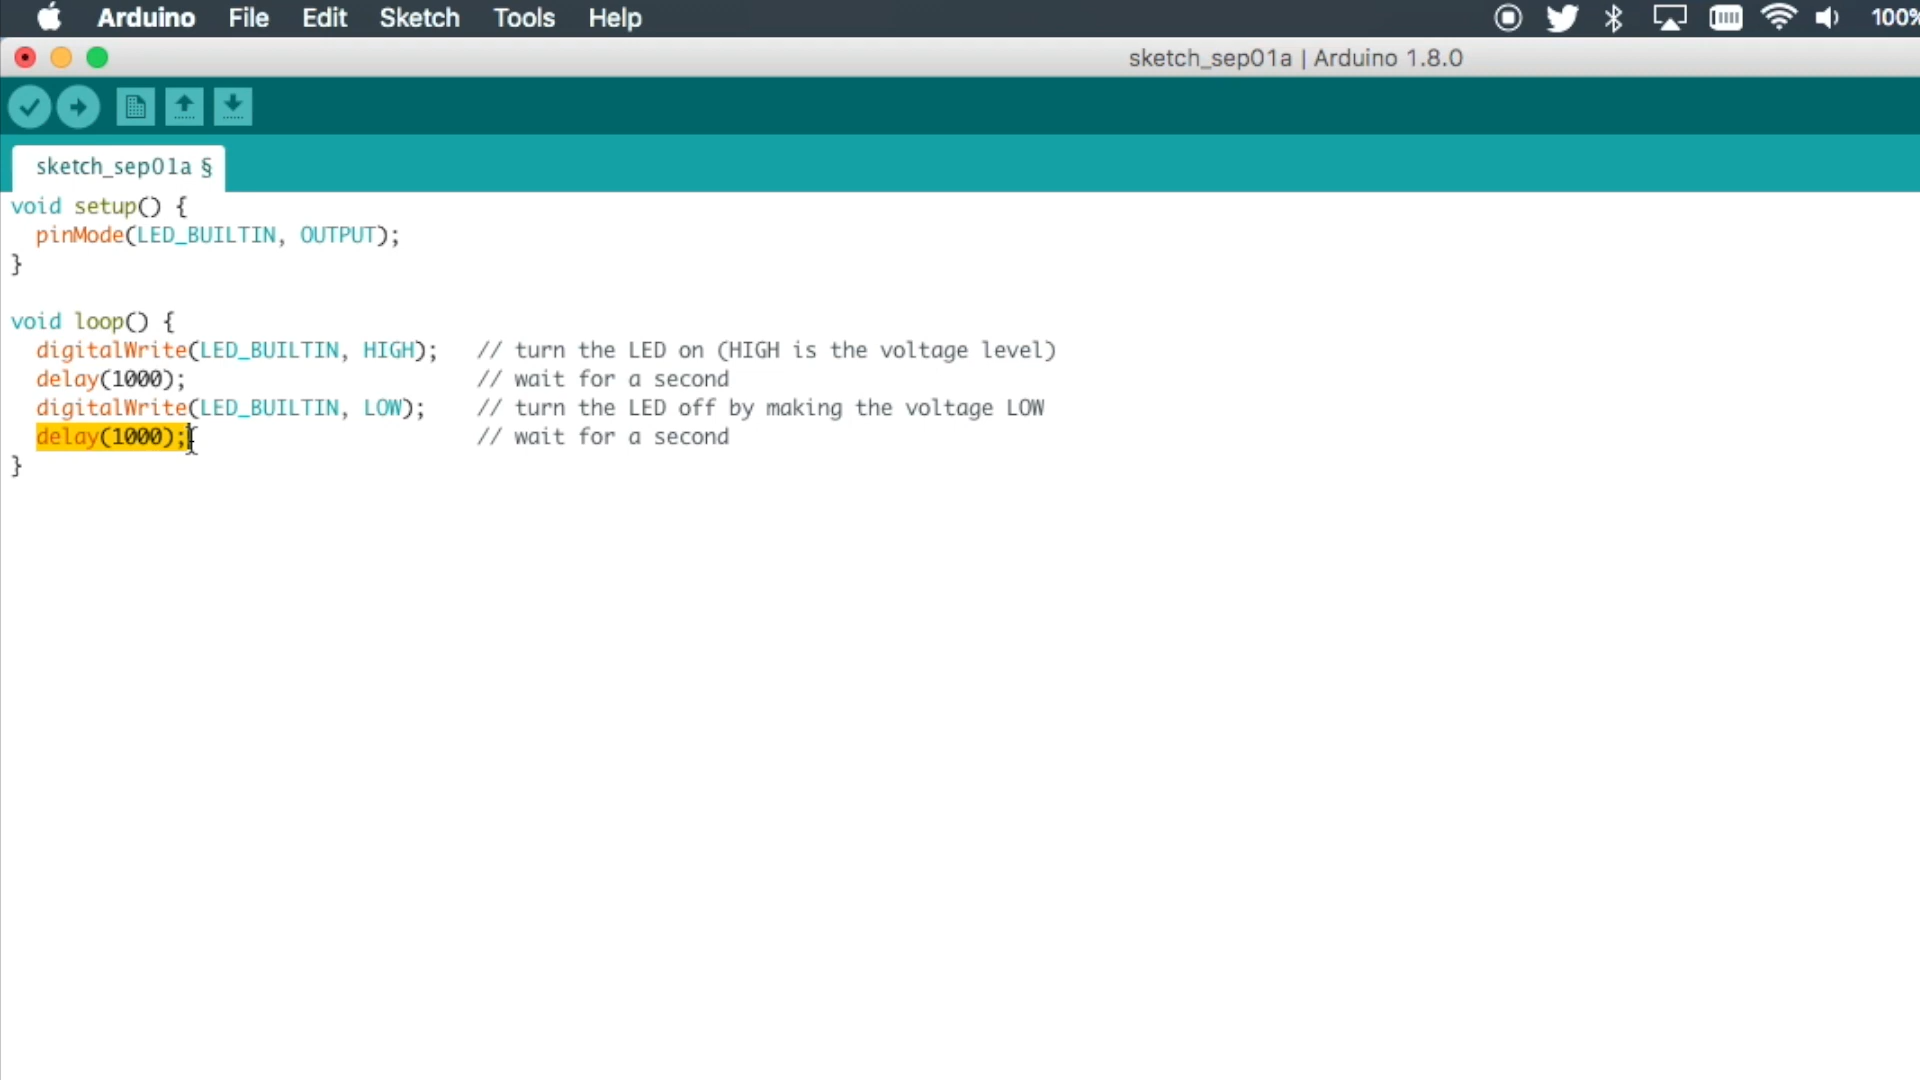 Arduino File Edit Sketch Tools Help 100%
sketch_sep01a | Arduino 1.8.0
sketch_sep01a §
void setup() {
  pinMode(LED_BUILTIN, OUTPUT);
}
void loop() {
  digitalWrite(LED_BUILTIN, HIGH);   // turn the LED on (HIGH is the voltage level)
  delay(1000);                       // wait for a second
  digitalWrite(LED_BUILTIN, LOW);    // turn the LED off by making the voltage LOW
  delay(1000);                       // wait for a second
}